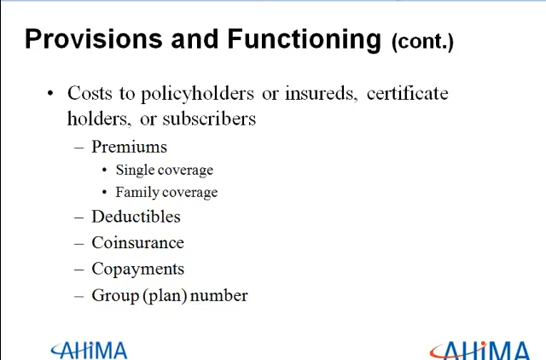 Provisions and Functioning (cont.)
• Costs to policyholders or insureds, certificate
holders, or subscribers
– Premiums
• Single coverage
• Family coverage
– Deductibles
– Coinsurance
– Copayments
– Group (plan) number
AHiMA
AHiMA